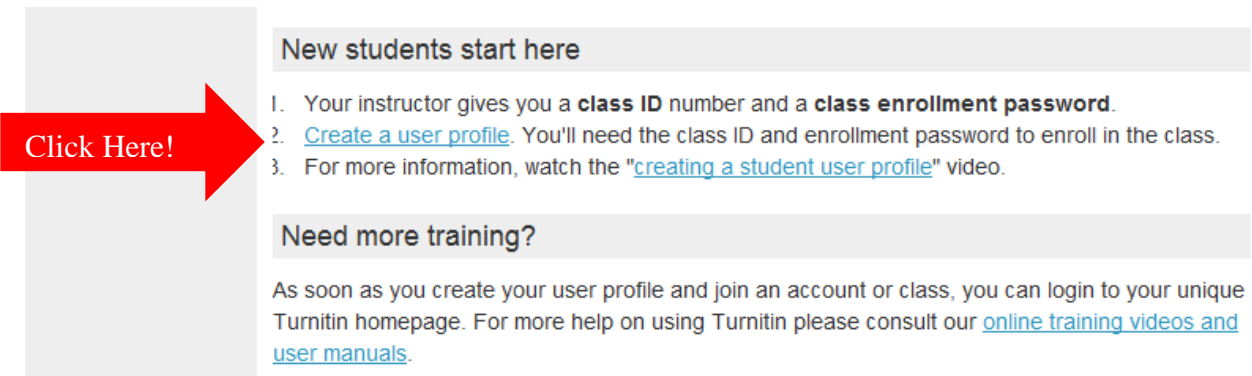 New students start here
1. Your instructor gives you a class ID number and a class enrollment password.
Click Here!
2. Create a user profile. You'll need the class ID and enrollment password to enroll in the class.
3. For more information, watch the "creating a student user profile" video.
Need more training?
As soon as you create your user profile and join an account or class, you can login to your unique
Turnitin homepage. For more help on using Turnitin please consult our online training videos and
user manuals.